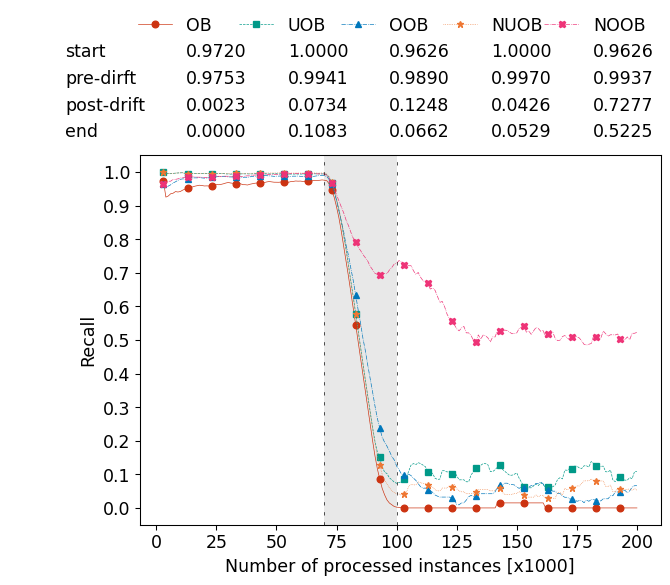 OB UOB OOB NUOB NOOB
start 0.9720 1.0000 0.9626 1.0000 0.9626
pre-dirft 0.9753 0.9941 0.9890 0.9970 0.9937
post-drift 0.0023 0.0734 0.1248 0.0426 0.7277
end 0.0000 0.1083 0.0662 0.0529 0.5225
1.0
0.9
0.8
0.7
0.6
0.5
0.4
0.3
0.2
0.1
0.0
Recall
0 25 50 75 100 125 150 175 200
Number of processed instances [x1000]